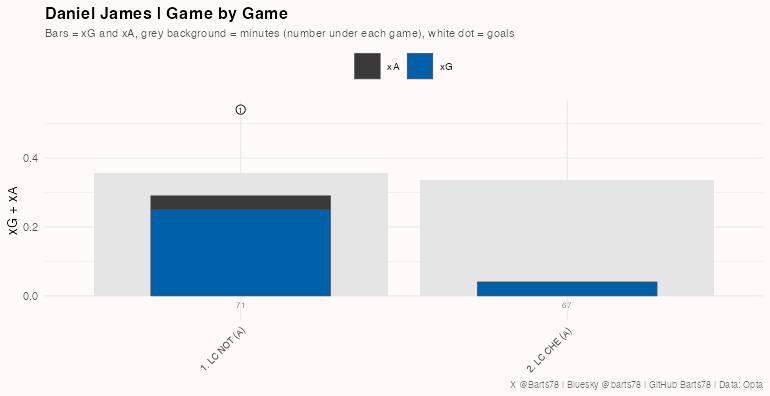 Daniel James | Game by Game
Bars = xG and xA, grey background = minutes (number under each game), white dot = goals
xA
xG
1
xG + xA
0.4
0.2
0.0
71
67
1. LC NOT (A)
2. LC CHE (A)
X @Barts78 | Bluesky @barts78 | GitHub Barts78 | Data: Opta